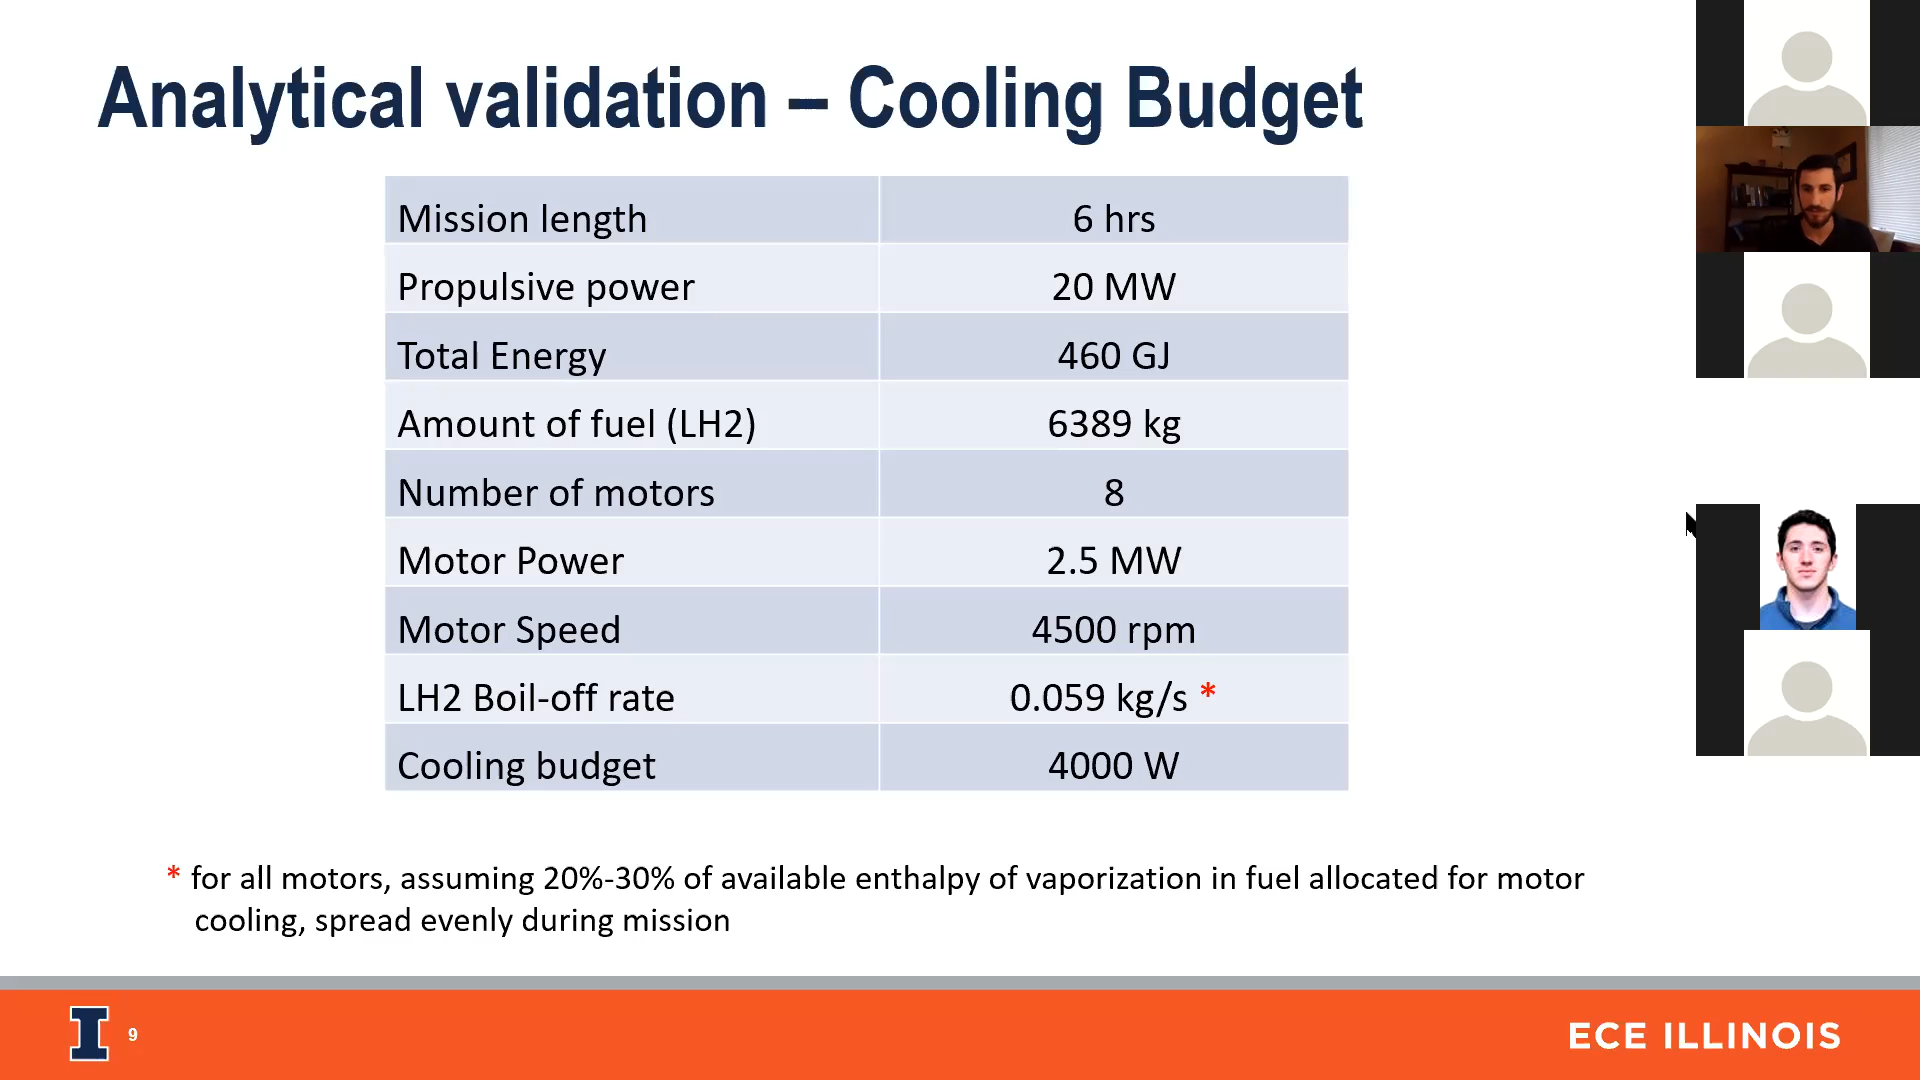 Analytical validation – Cooling Budget
Mission length 6 hrs
Propulsive power 20 MW
Total Energy 460 GJ
Amount of fuel (LH2) 6389 kg
Number of motors 8
Motor Power 2.5 MW
Motor Speed 4500 rpm
LH2 Boil-off rate 0.059 kg/s *
Cooling budget 4000 W
* for all motors, assuming 20%-30% of available enthalpy of vaporization in fuel allocated for motor
cooling, spread evenly during mission
I 9 ECE ILLINOIS